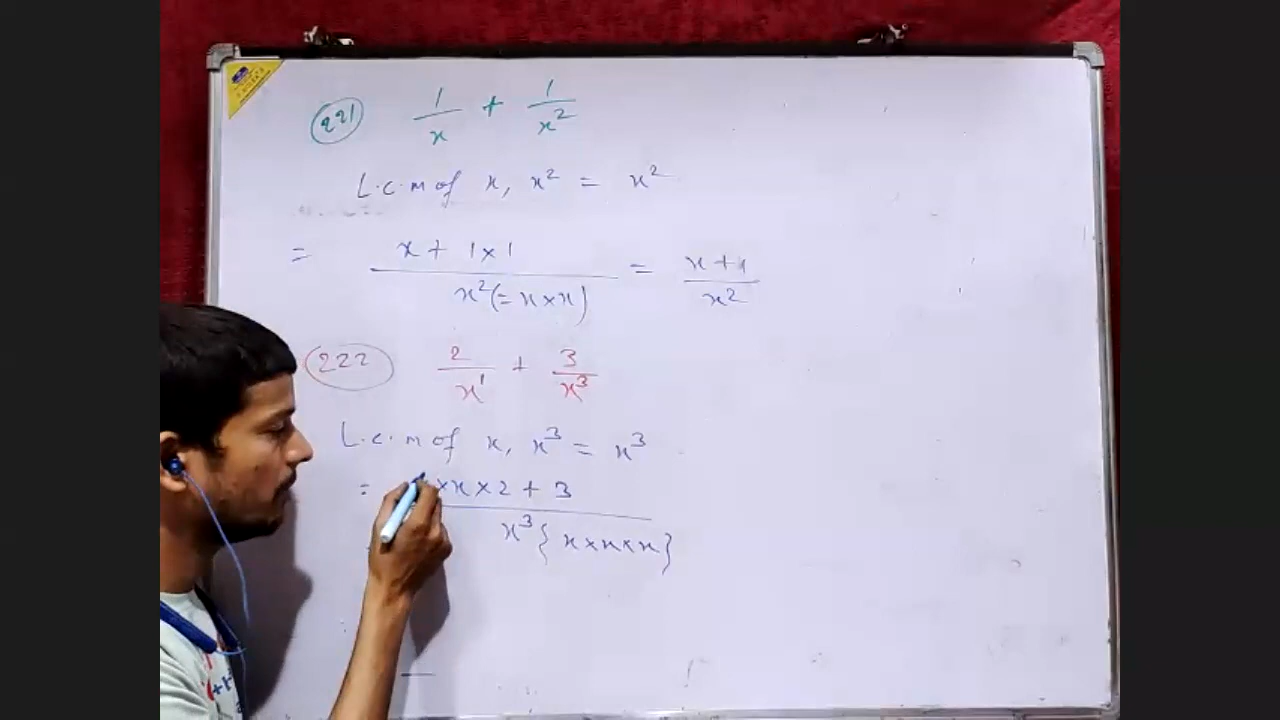 221 1/x + 1/x²
L.c.m of x, x² = x²
= x + 1×1 / x² (= x×x) = x+1 / x²
222 2/x¹ + 3/x³
L.c.m of x, x³ = x³
= x×2 + 3 / x³ {x×x×x}